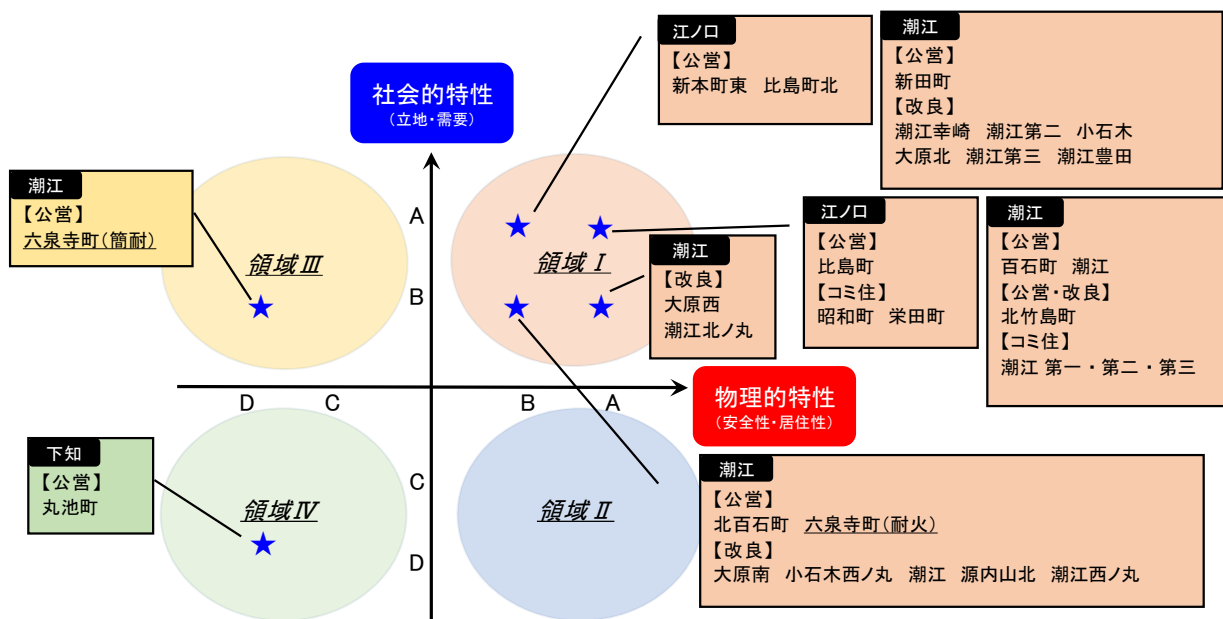 江ノ口
【公営】
新本町東 比島町北
潮江
【公営】
新田町
【改良】
潮江幸崎 潮江第二 小石木
大原北 潮江第三 潮江豊田
社会的特性
（立地・需要）
潮江
【公営】
六泉寺町（簡耐）
領域Ⅲ
A
B
領域Ⅰ
潮江
【改良】
大原西
潮江北ノ丸
江ノ口
【公営】
比島町
【コミ住】
昭和町 栄田町
潮江
【公営】
百石町 潮江
【公営・改良】
北竹島町
【コミ住】
潮江 第一・第二・第三
D C
B A
物理的特性
（安全性・居住性）
下知
【公営】
丸池町
領域Ⅳ
C
D
領域Ⅱ
潮江
【公営】
北百石町 六泉寺町（耐火）
【改良】
大原南 小石木西ノ丸 潮江 源内山北 潮江西ノ丸